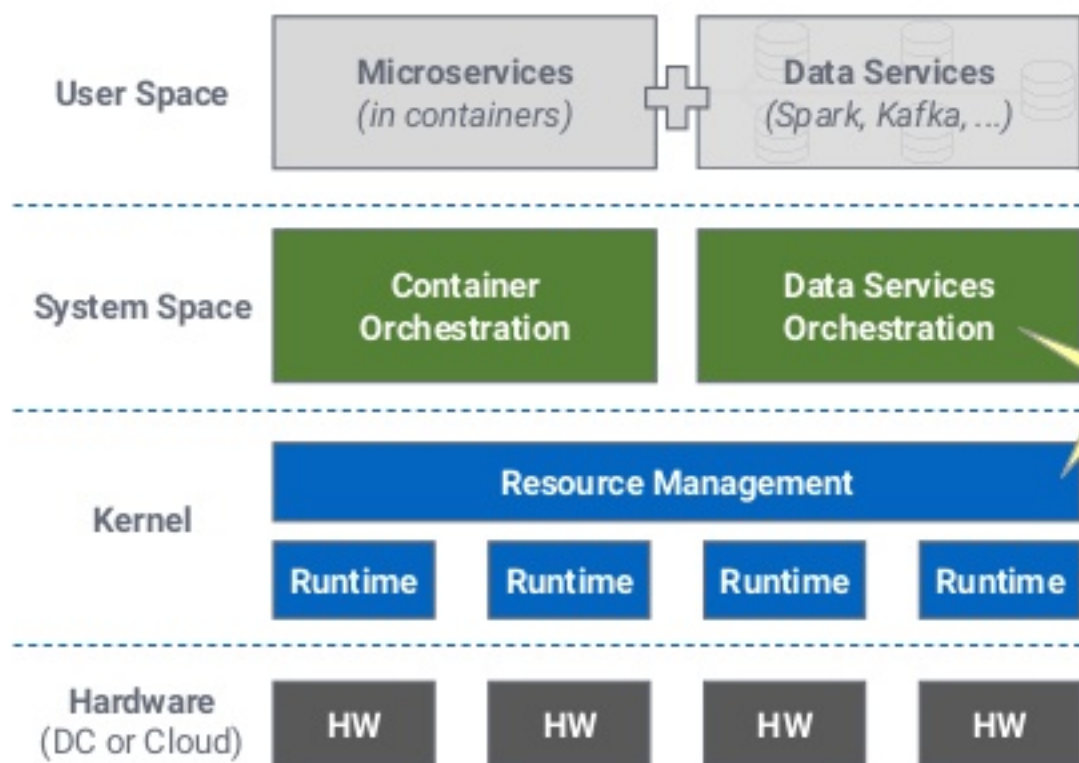 User Space
Microservices
(in containers)
Data Services
(Spark, Kafka, ...)
System Space
Container
Orchestration
Data Services
Orchestration
Kernel
Resource Management
Runtime
Runtime
Runtime
Runtime
Hardware
(DC or Cloud)
HW
HW
HW
HW